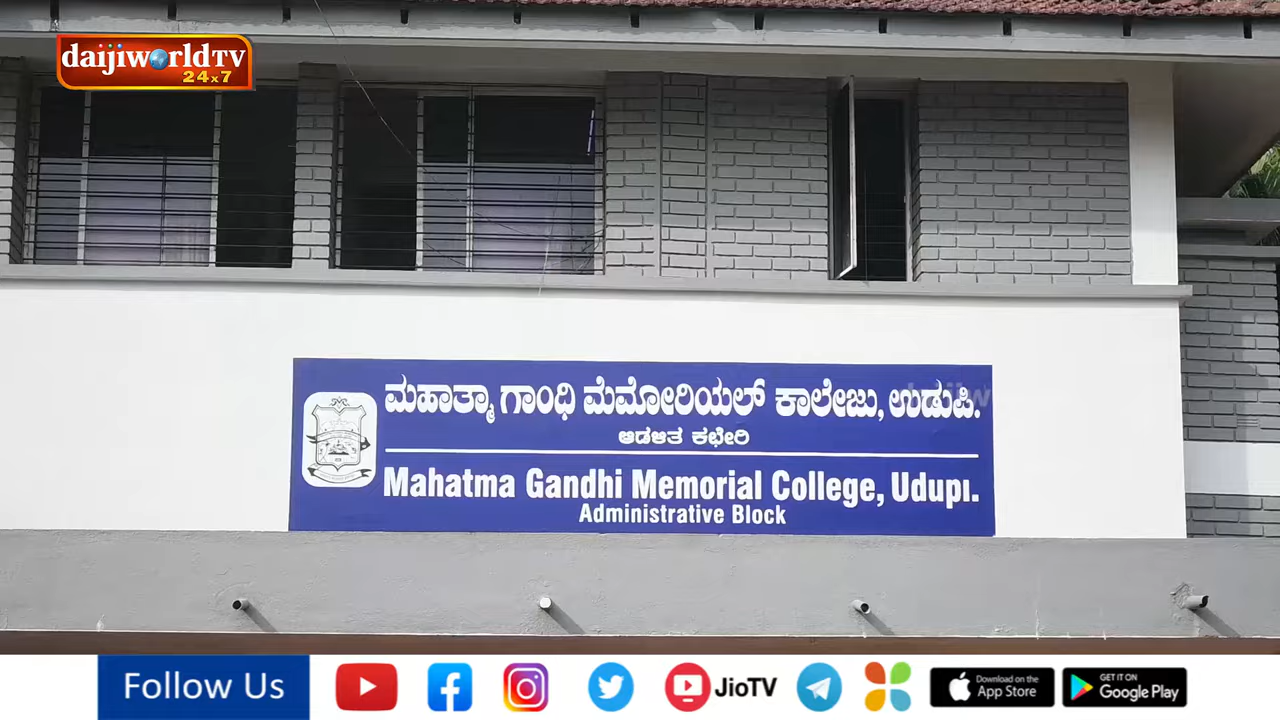 daijiworldTV
24x7
ಮಹಾತ್ಮಾ ಗಾಂಧಿ ಮೆಮೋರಿಯಲ್ ಕಾಲೇಜು, ಉಡುಪಿ.
ಆಡಳಿತ ಕಛೇರಿ
Mahatma Gandhi Memorial College, Udupi.
Administrative Block
Follow Us
JioTV
Download on the
App Store
GET IT ON
Google Play